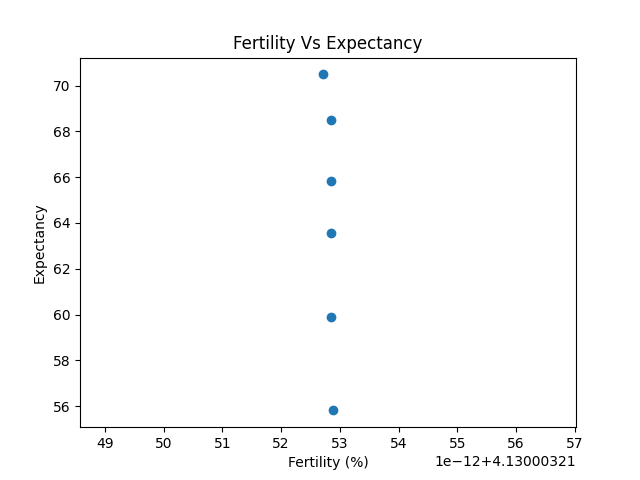 Fertility Vs Expectancy
70
68
66
64
62
60
58
56
Expectancy
49 50 51 52 53 54 55 56 57
Fertility (%)
1e−12+4.13000321